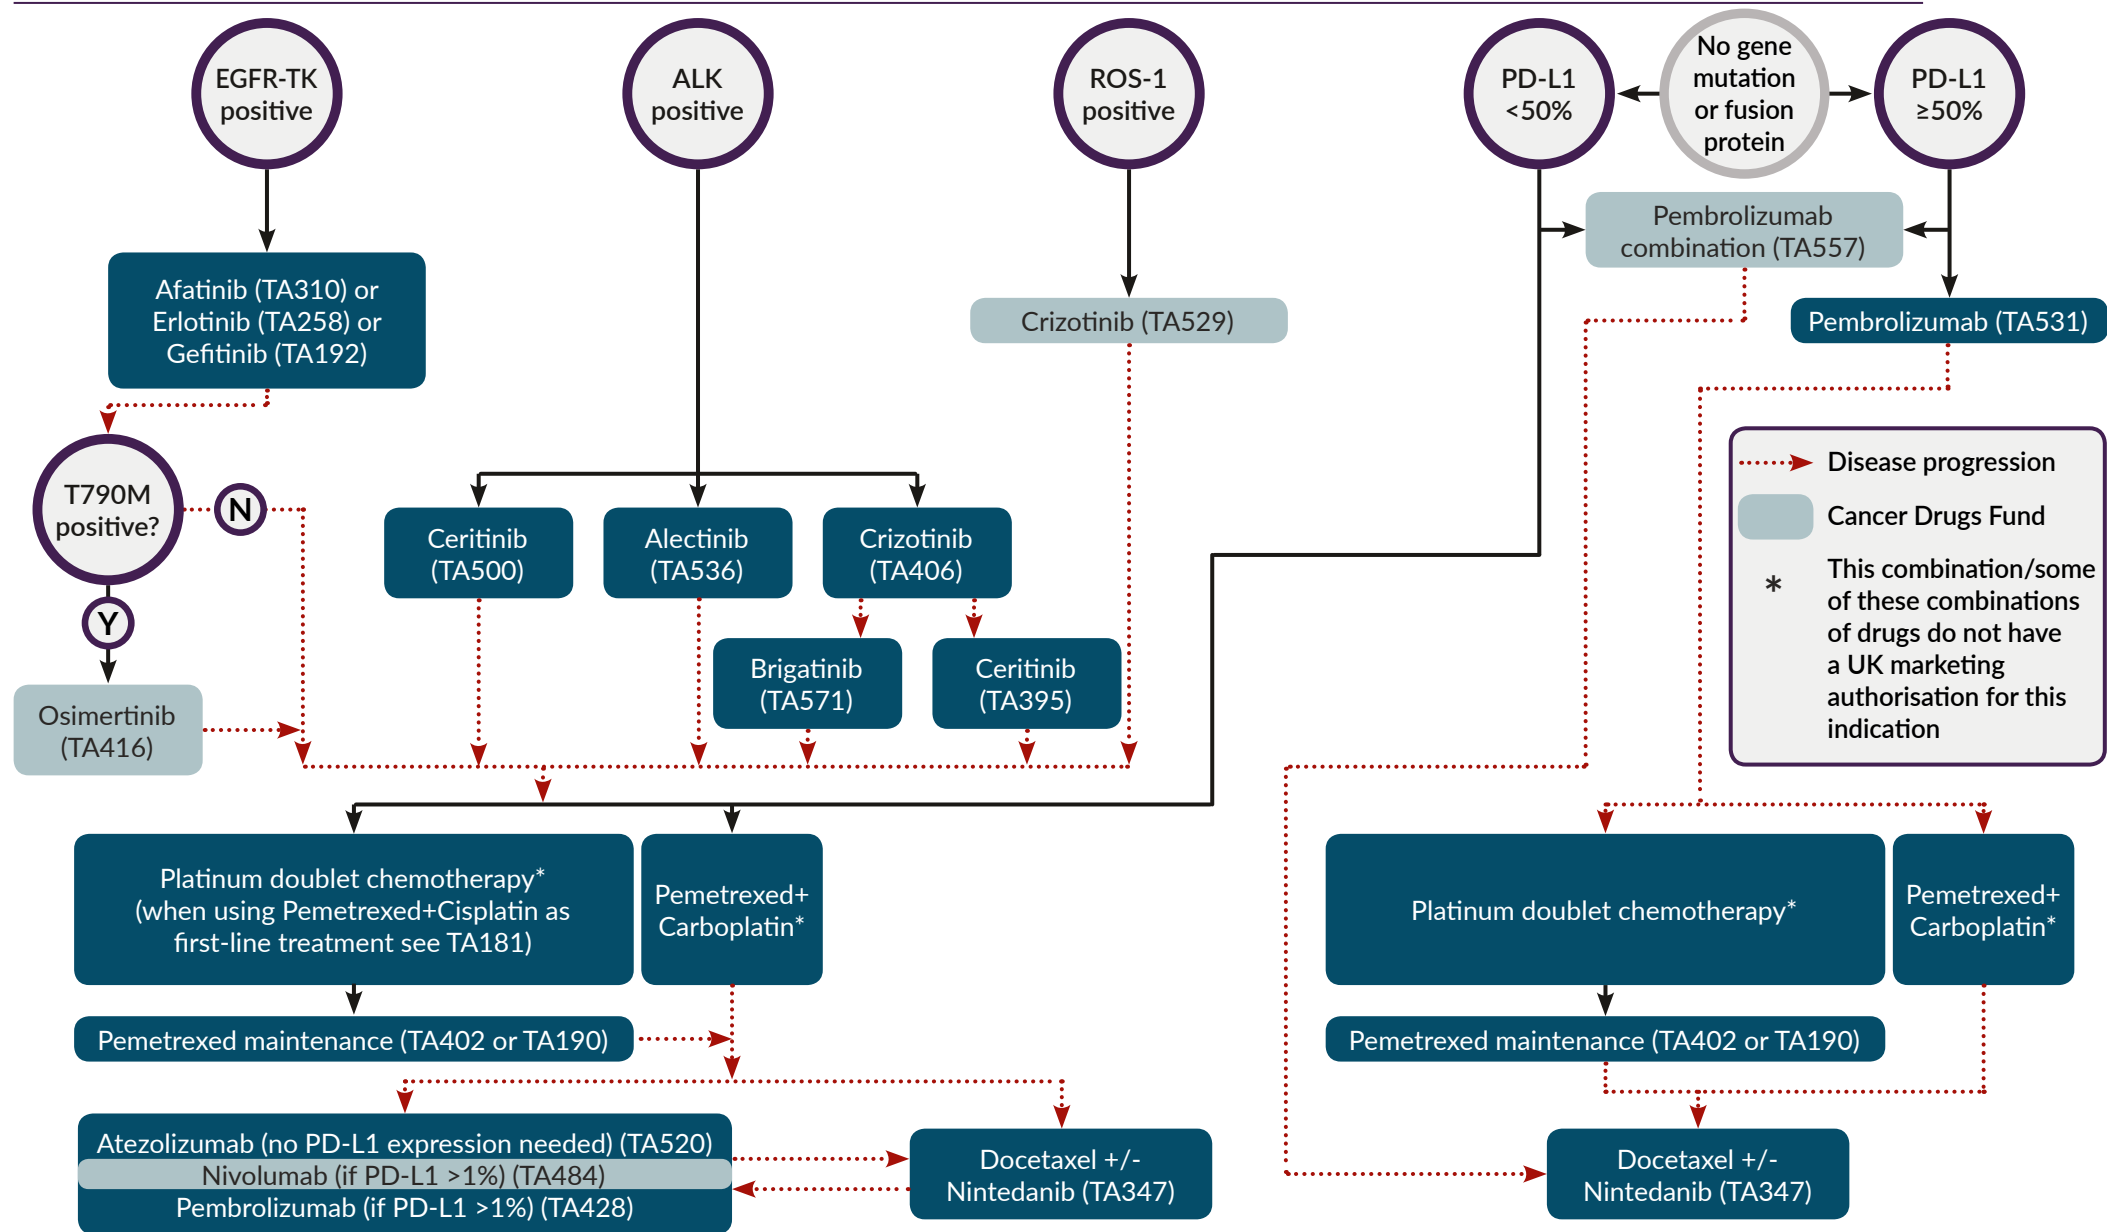 EGFR-TK
positive
ALK
positive
ROS-1
positive
PD-L1
<50%
No gene
mutation
or fusion
protein
PD-L1
≥50%
Pembrolizumab
combination (TA557)
Afatinib (TA310) or
Erlotinib (TA258) or
Gefitinib (TA192)
Crizotinib (TA529)
Pembrolizumab (TA531)
T790M
positive?
N
Y
Osimertinib
(TA416)
Ceritinib
(TA500)
Alectinib
(TA536)
Crizotinib
(TA406)
Brigatinib
(TA571)
Ceritinib
(TA395)
Disease progression
Cancer Drugs Fund
*
This combination/some
of these combinations
of drugs do not have
a UK marketing
authorisation for this
indication
Platinum doublet chemotherapy*
(when using Pemetrexed+Cisplatin as
first-line treatment see TA181)
Pemetrexed+
Carboplatin*
Platinum doublet chemotherapy*
Pemetrexed+
Carboplatin*
Pemetrexed maintenance (TA402 or TA190)
Pemetrexed maintenance (TA402 or TA190)
Atezolizumab (no PD-L1 expression needed) (TA520)
Nivolumab (if PD-L1 >1%) (TA484)
Pembrolizumab (if PD-L1 >1%) (TA428)
Docetaxel +/-
Nintedanib (TA347)
Docetaxel +/-
Nintedanib (TA347)